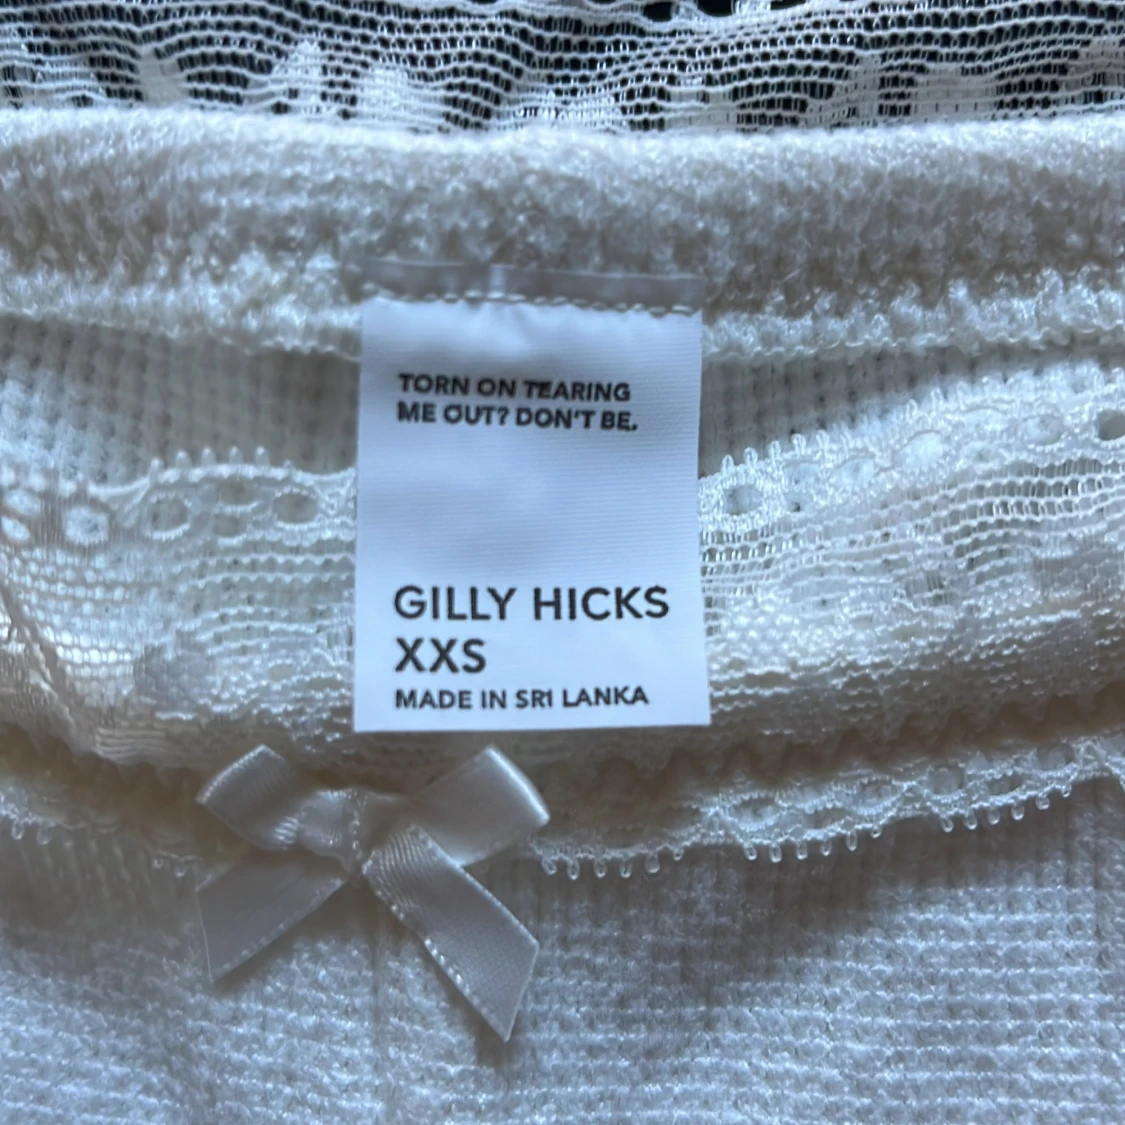 TORN ON TEARING
ME OUT? DON'T BE.
GILLY HICKS
XXS
MADE IN SRI LANKA